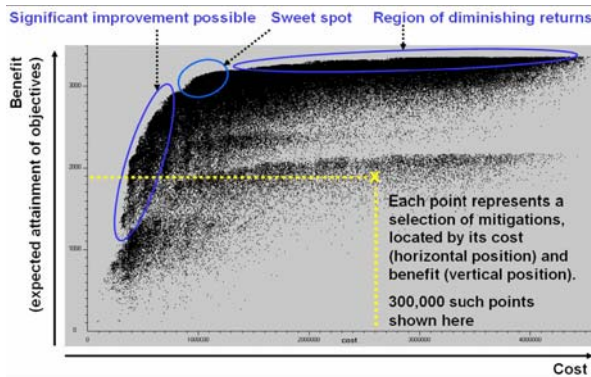 Significant improvement possible
Sweet spot
Region of diminishing returns
Benefit
(expected attainment of objectives)
3000
2000
1000
0
0
1000000
2000000
cost
3000000
4000000
Each point represents a
selection of mitigations,
located by its cost
(horizontal position) and
benefit (vertical position).
300,000 such points
shown here
Cost